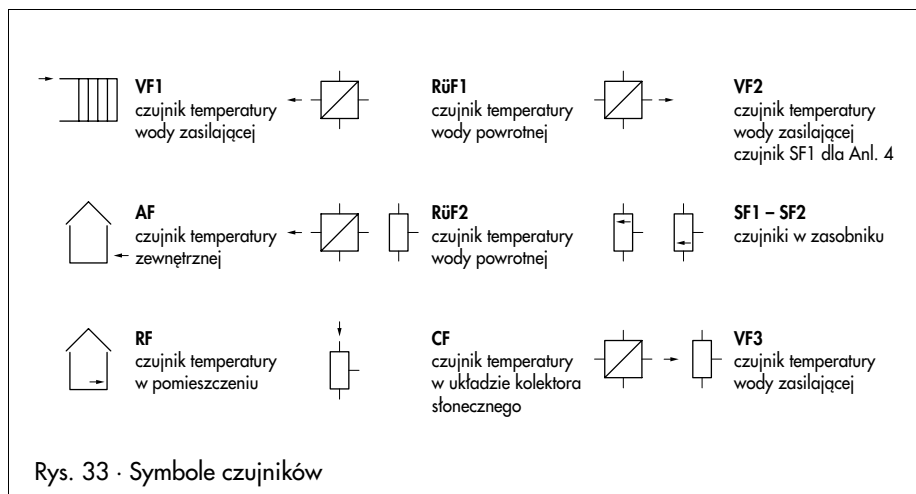 VF1
czujnik temperatury
wody zasilającej
RüF1
czujnik temperatury
wody powrotnej
VF2
czujnik temperatury
wody zasilającej
czujnik SF1 dla Anl. 4
AF
czujnik temperatury
zewnętrznej
RüF2
czujnik temperatury
wody powrotnej
SF1 – SF2
czujniki w zasobniku
RF
czujnik temperatury
w pomieszczeniu
CF
czujnik temperatury
w układzie kolektora
słonecznego
VF3
czujnik temperatury
wody zasilającej
Rys. 33 · Symbole czujników